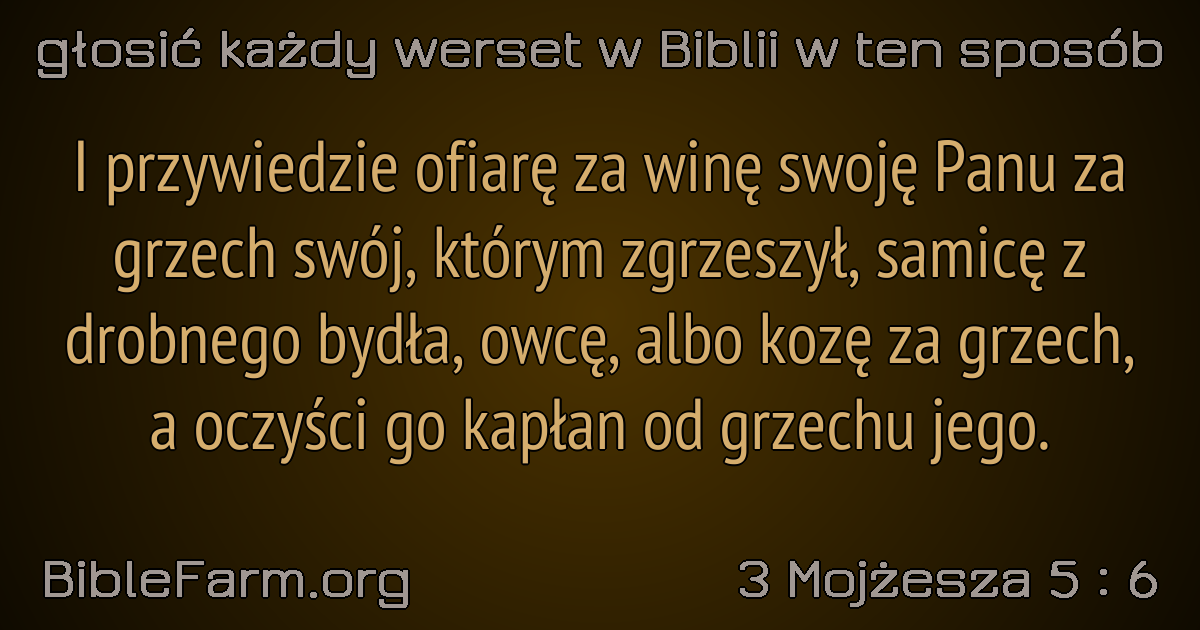 głosić każdy werset w Biblii w ten sposób
I przywiedzie ofiarę za winę swoję Panu za
grzech swój, którym zgrzeszył, samicę z
drobnego bydła, owcę, albo kozę za grzech,
a oczyści go kapłan od grzechu jego.
BibleFarm.org
3 Mojżesza 5 : 6